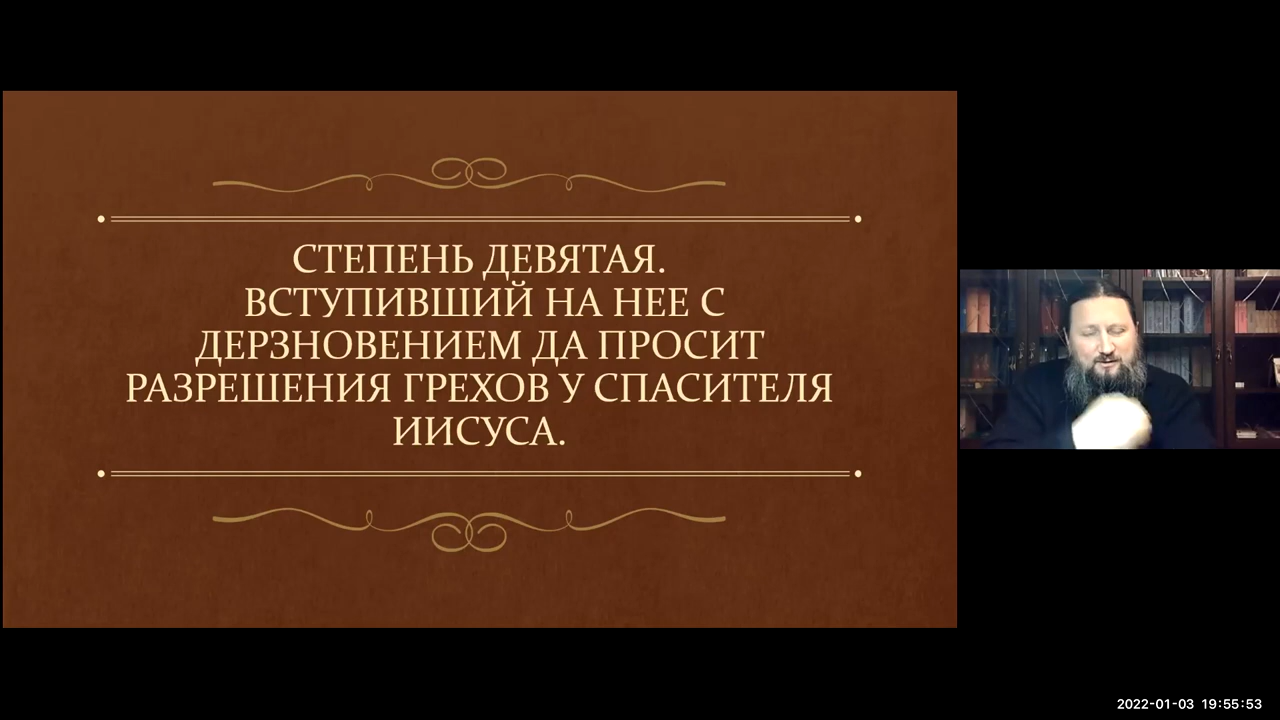 СТЕПЕНЬ ДЕВЯТАЯ.
ВСТУПИВШИЙ НА НЕЕ С
ДЕРЗНОВЕНИЕМ ДА ПРОСИТ
РАЗРЕШЕНИЯ ГРЕХОВ У СПАСИТЕЛЯ
ИИСУСА.
2022-01-03 19:55:53